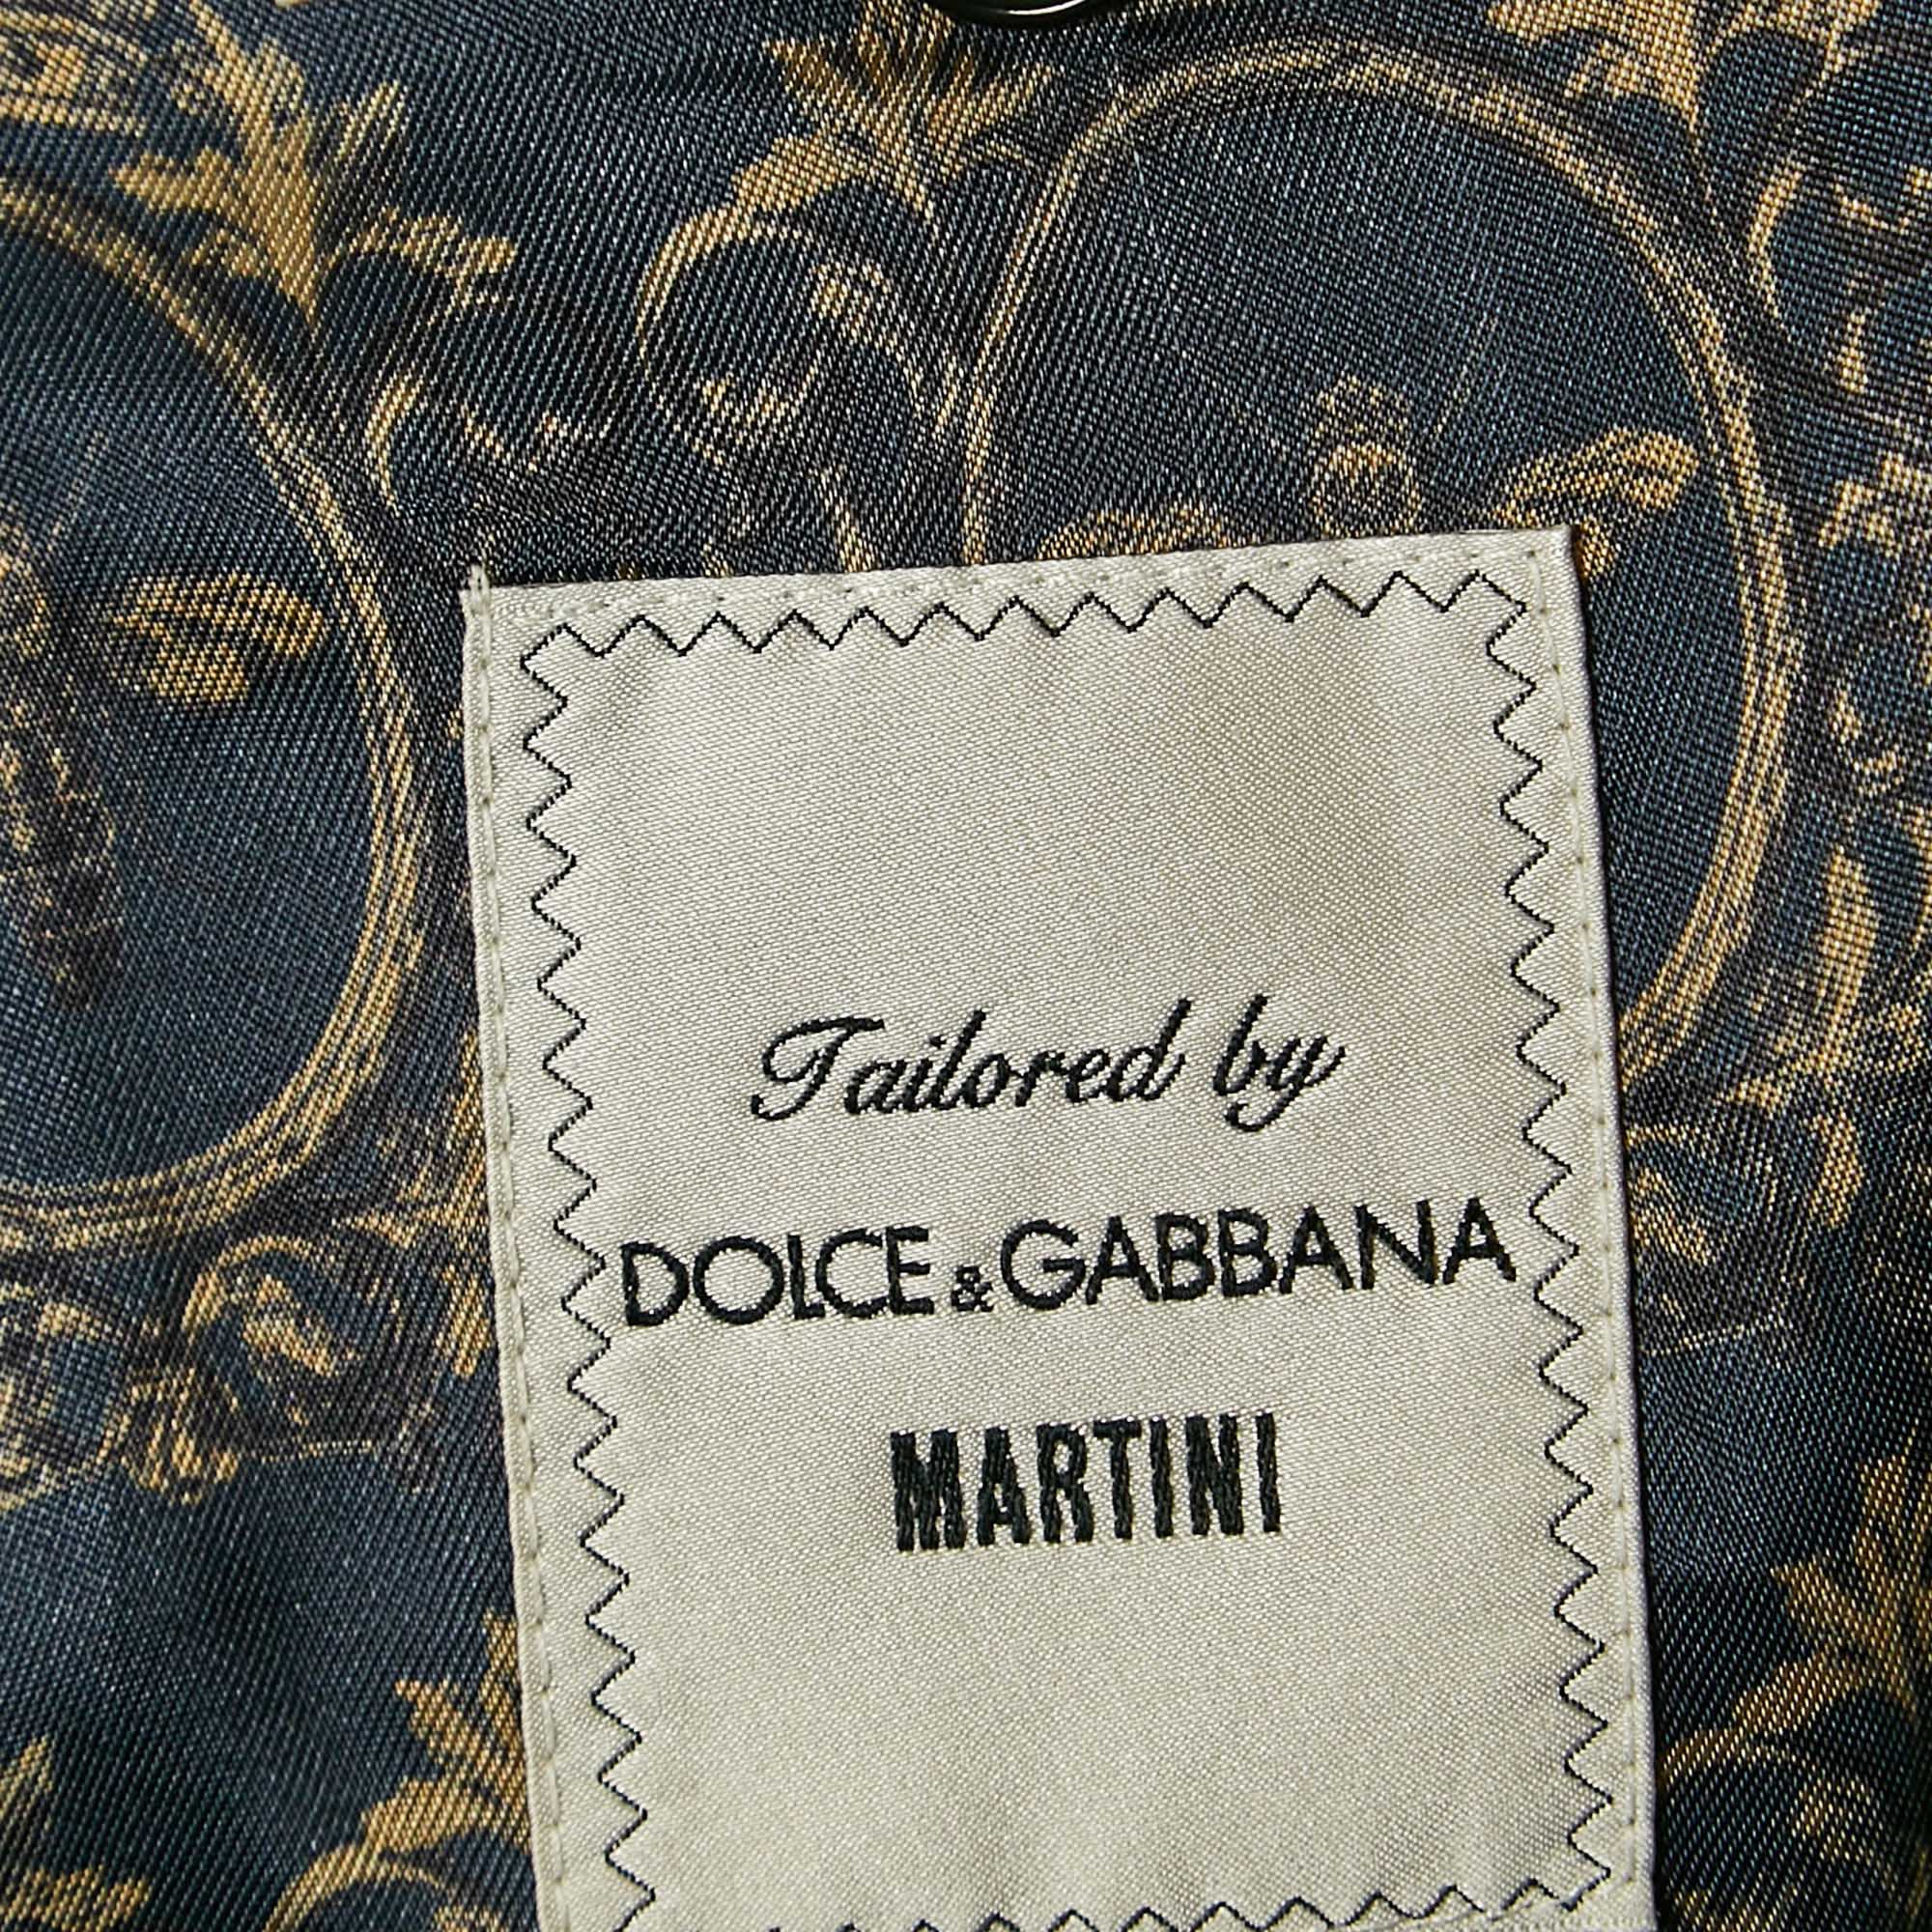 Tailored by
DOLCE & GABBANA
MARTINI